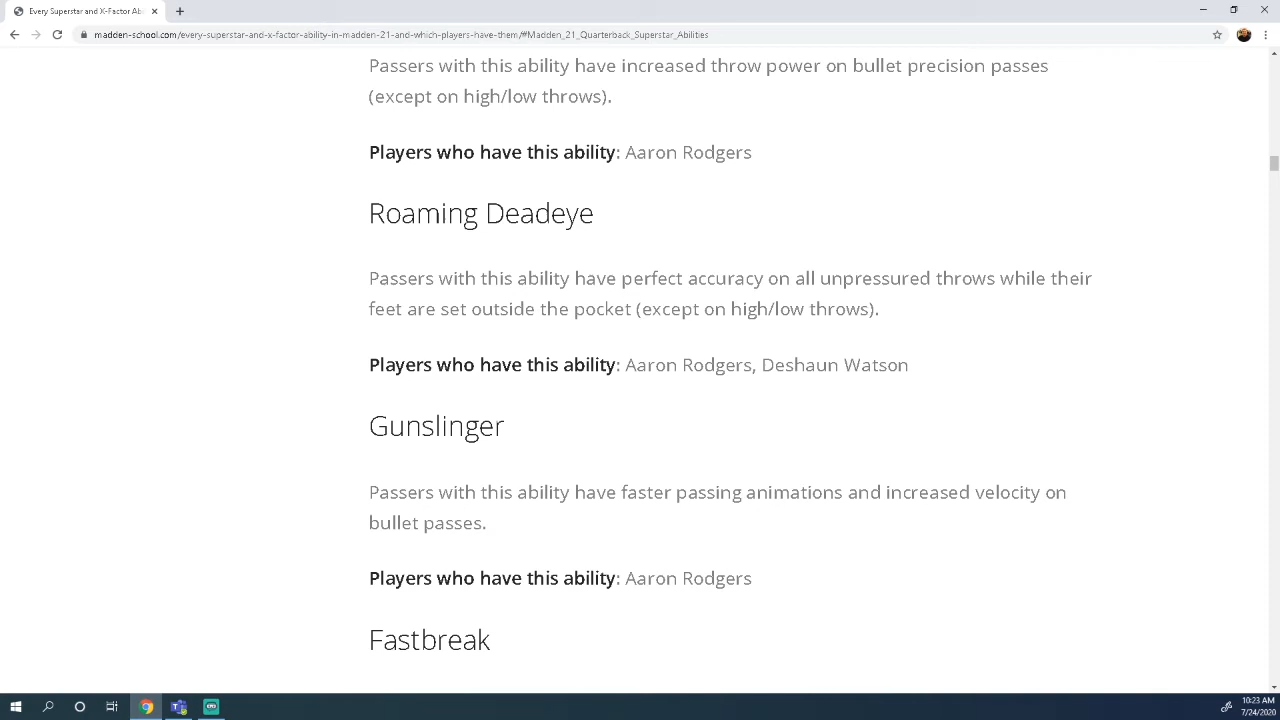 Every Superstar and X-Factor Abi
madden-school.com/every-superstar-and-x-factor-ability-in-madden-21-and-which-players-have-them/#Madden_21_Quarterback_Superstar_Abilities
Passers with this ability have increased throw power on bullet precision passes
(except on high/low throws).
Players who have this ability: Aaron Rodgers
Roaming Deadeye
Passers with this ability have perfect accuracy on all unpressured throws while their
feet are set outside the pocket (except on high/low throws).
Players who have this ability: Aaron Rodgers, Deshaun Watson
Gunslinger
Passers with this ability have faster passing animations and increased velocity on
bullet passes.
Players who have this ability: Aaron Rodgers
Fastbreak
10:23 AM
7/24/2020